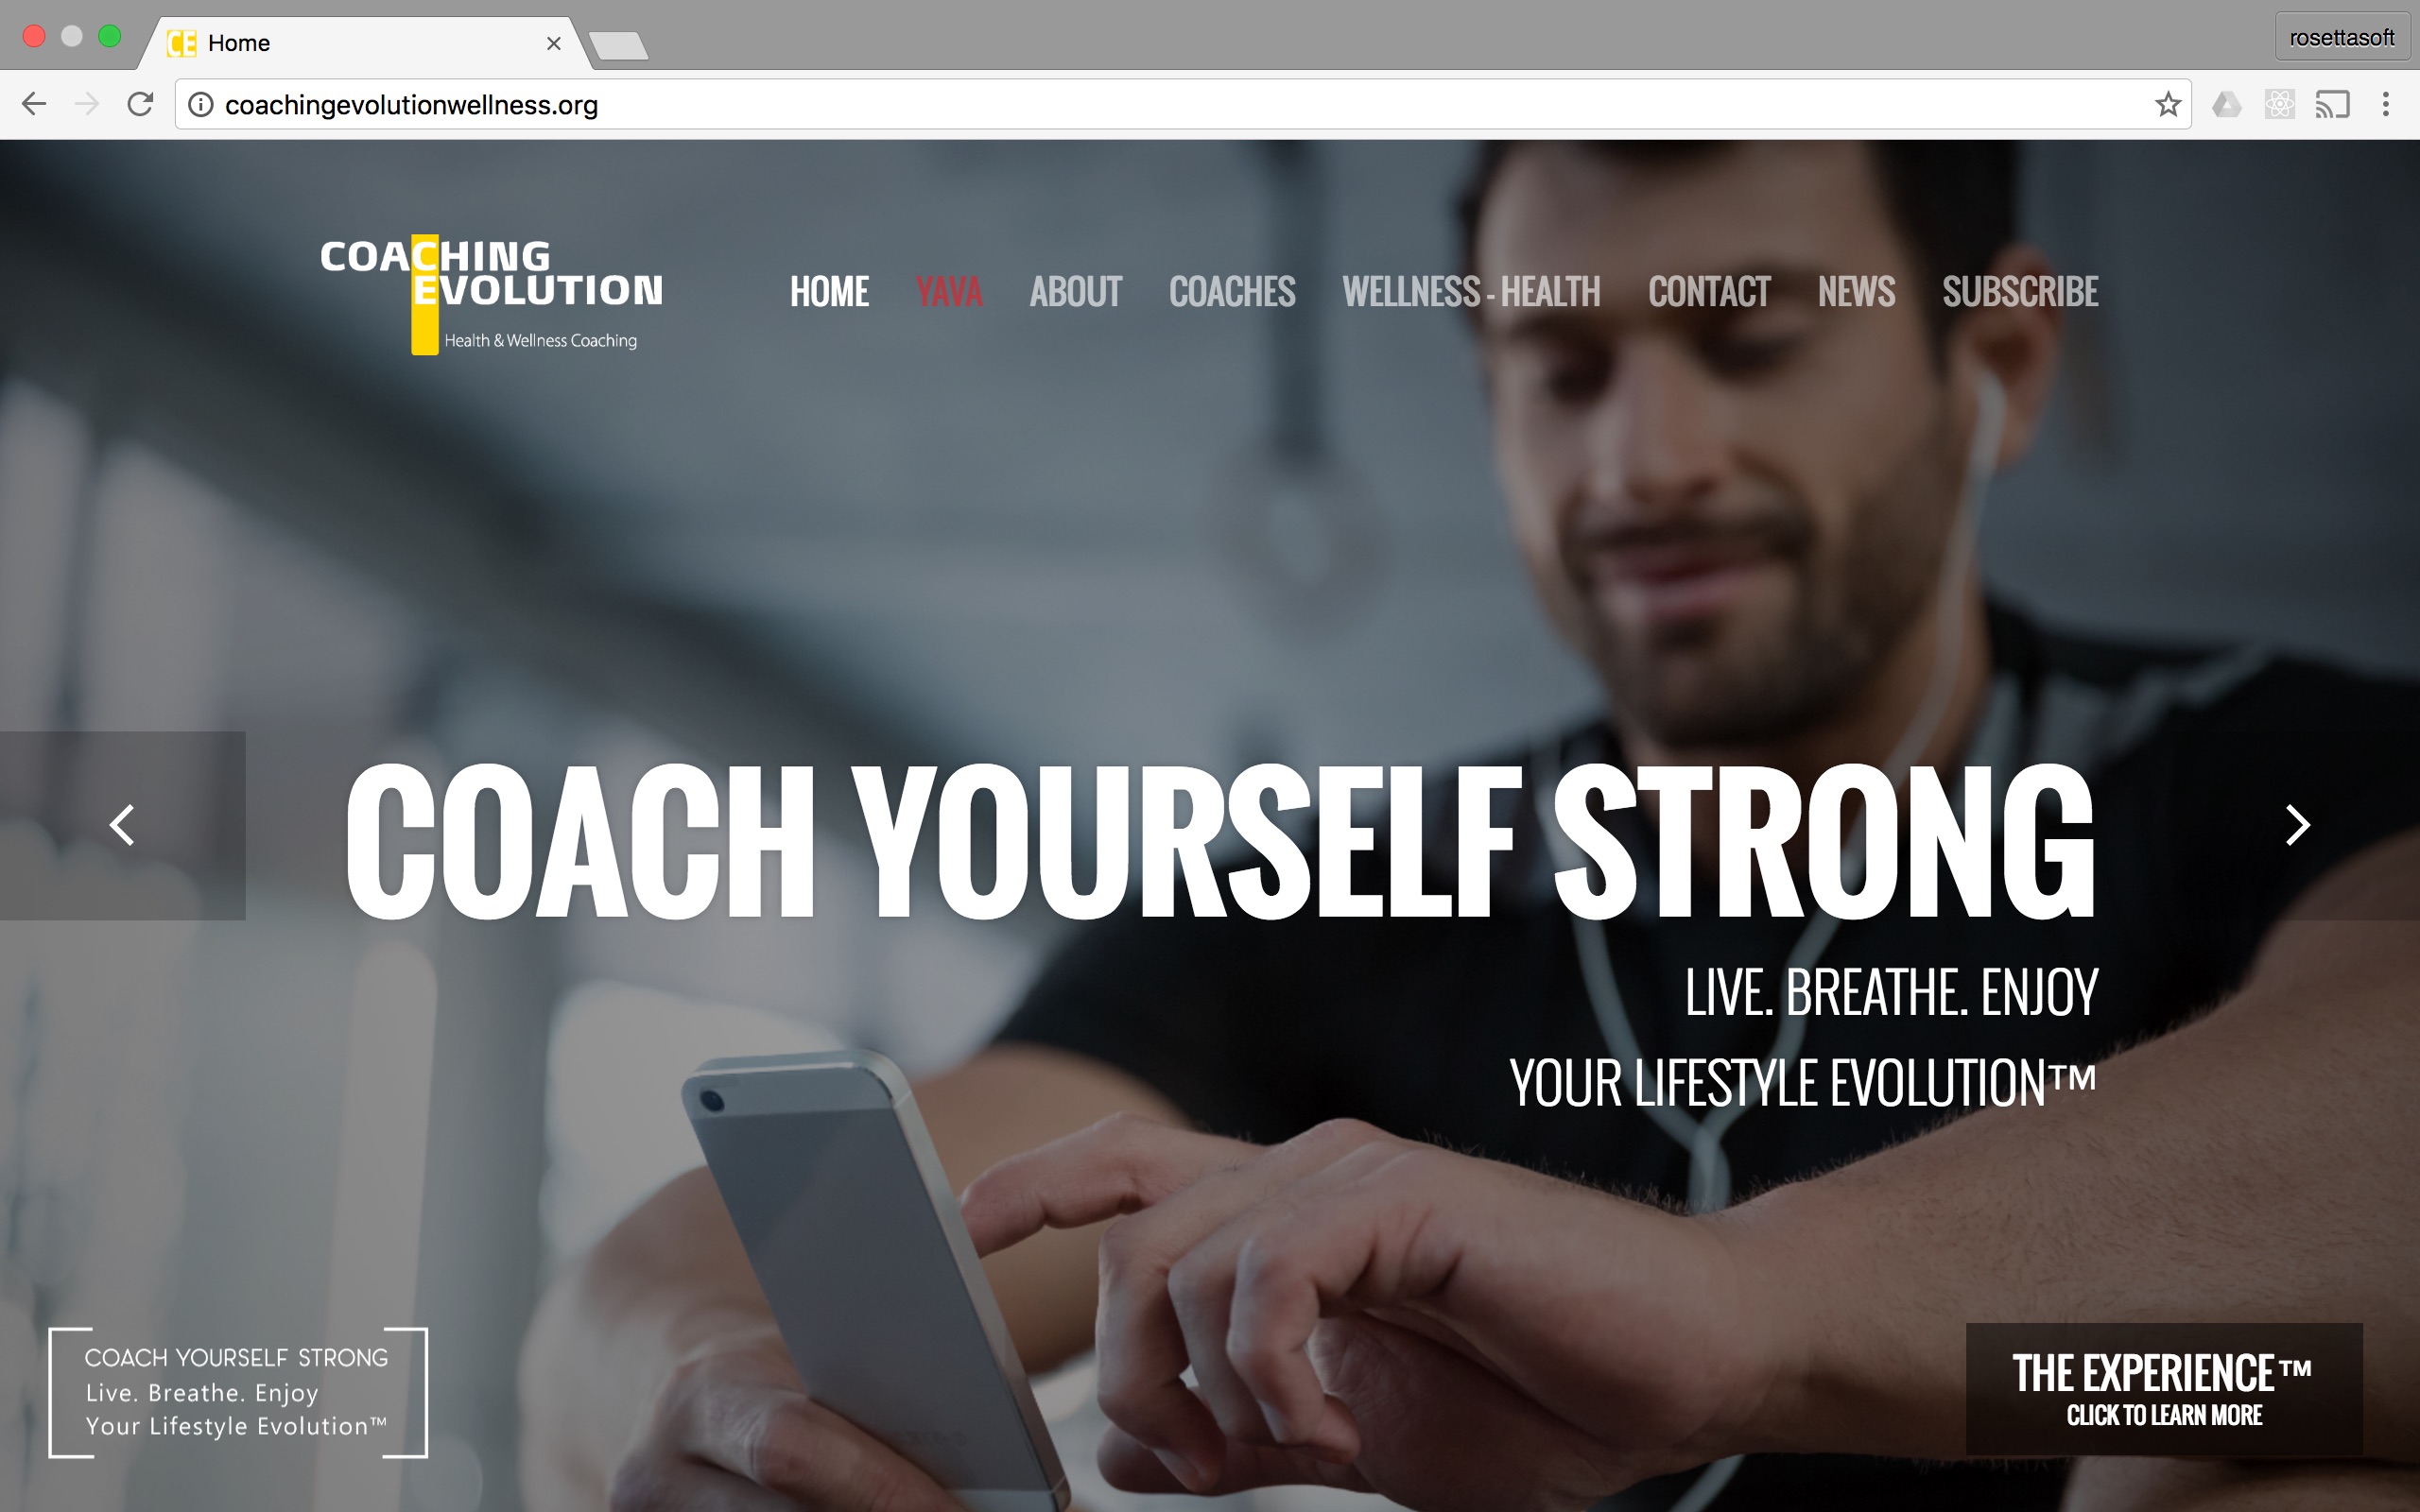 Home
rosettasoft
coachingevolutionwellness.org
COACHING
EVOLUTION
Health & Wellness Coaching
HOME YAVA ABOUT COACHES WELLNESS - HEALTH CONTACT NEWS SUBSCRIBE
COACH YOURSELF STRONG
LIVE. BREATHE. ENJOY
YOUR LIFESTYLE EVOLUTION™
COACH YOURSELF STRONG
Live. Breathe. Enjoy
Your Lifestyle Evolution™
THE EXPERIENCE™
CLICK TO LEARN MORE